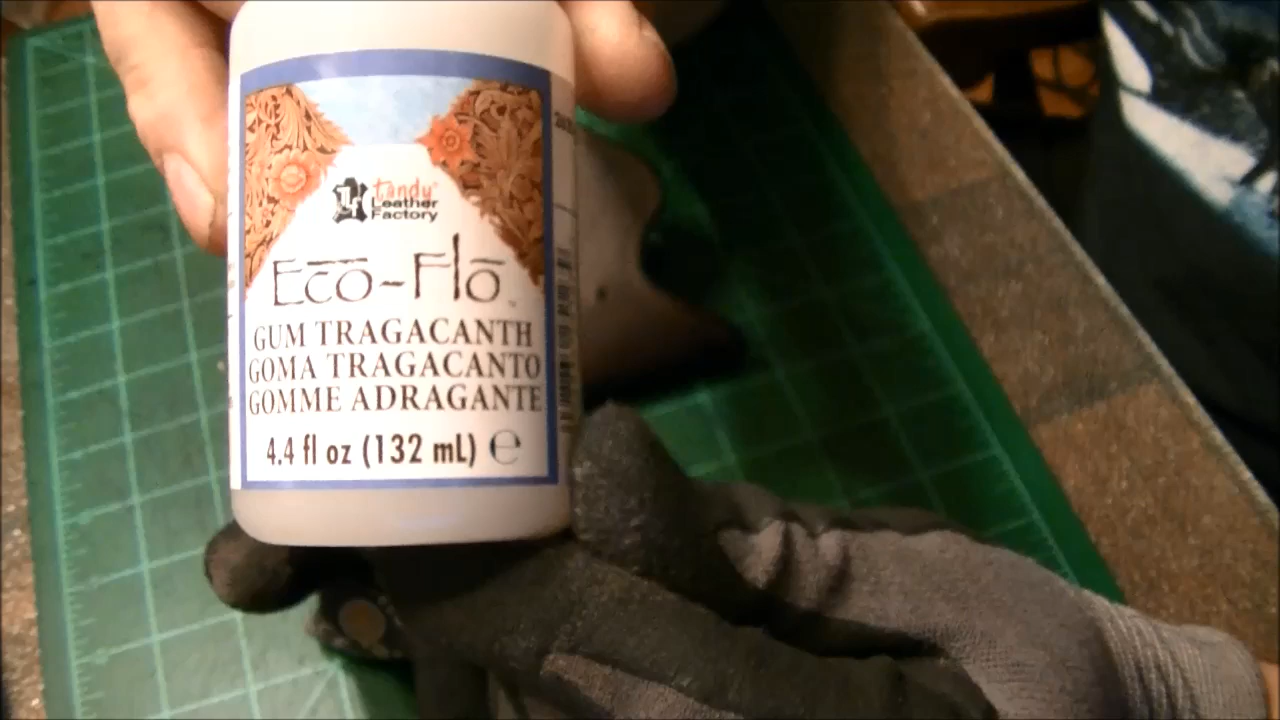 tandy
Leather
Factory
Eco-Flo
GUM TRAGACANTH
GOMA TRAGACANTO
GOMME ADRAGANTE
4.4 fl oz (132 mL) ℮